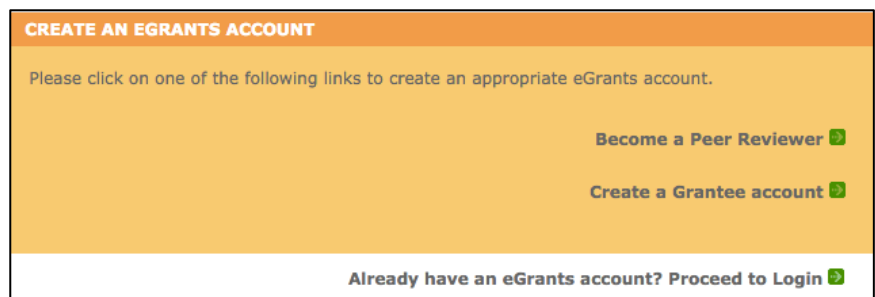 CREATE AN EGRANTS ACCOUNT
Please click on one of the following links to create an appropriate eGrants account.
Become a Peer Reviewer
Create a Grantee account
Already have an eGrants account? Proceed to Login